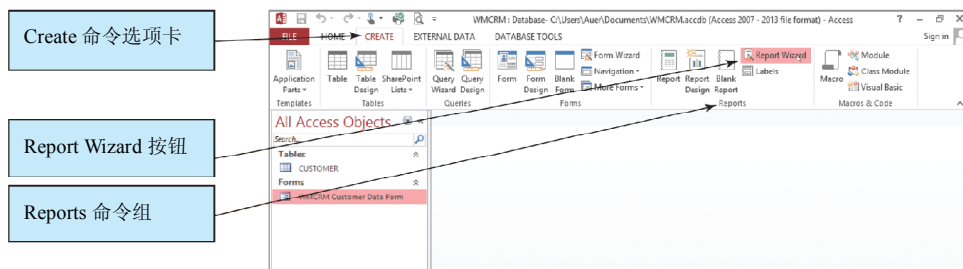 Create 命令选项卡
Report Wizard 按钮
Reports 命令组
WMCRM : Database- C:\Users\Auer\Documents\WMCRM.accdb (Access 2007 - 2013 file format) - Access
Sign in
FILE HOME CREATE EXTERNAL DATA DATABASE TOOLS
Application Parts
Table
Table Design
SharePoint Lists
Query Wizard
Query Design
Form
Form Design
Blank Form
Form Wizard
Navigation
More Forms
Report
Report Design
Blank Report
Report Wizard
Labels
Macro
Module
Class Module
Visual Basic
Templates Tables Queries Forms Reports Macros & Code
All Access Objects
Search...
Tables
CUSTOMER
Forms
WMCRM Customer Data Form